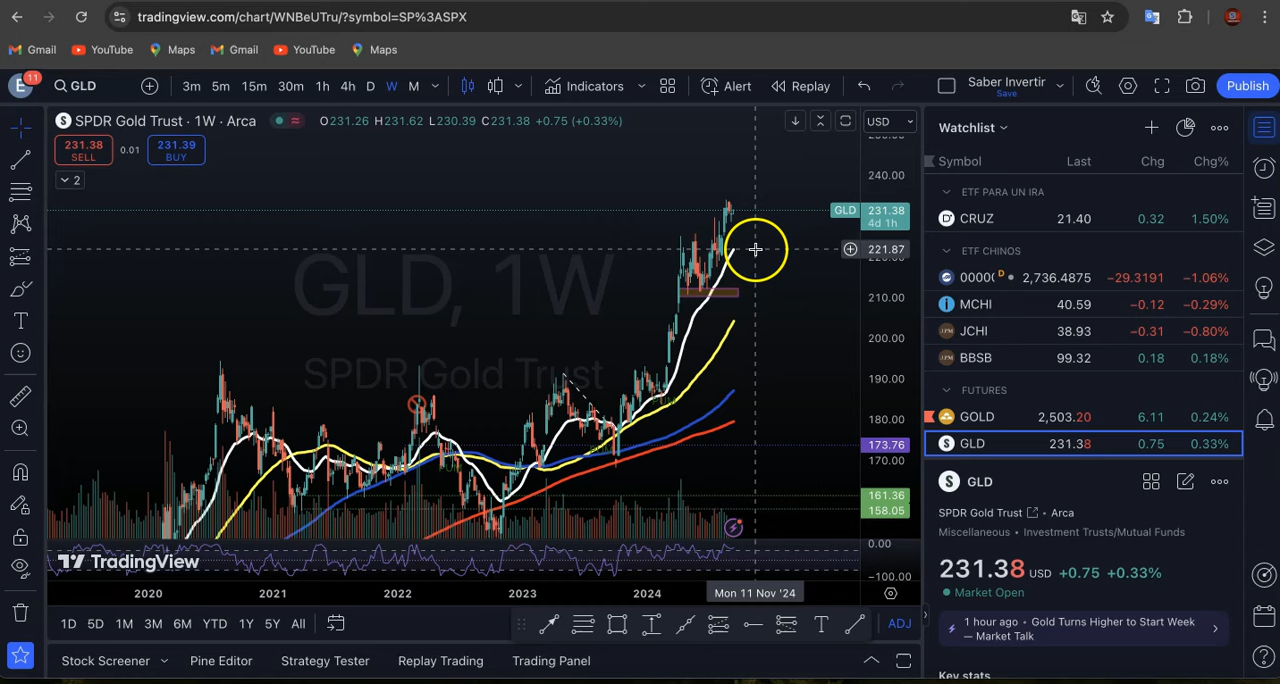 tradingview.com/chart/WNBeUTru/?symbol=SP%3ASPX
Gmail YouTube Maps Gmail YouTube Maps
E 11 GLD 3m 5m 15m 30m 1h 4h D W M Indicators Alert Replay Saber Invertir Save Publish
SPDR Gold Trust · 1W · Arca O231.26 H231.62 L230.39 C231.38 +0.75 (+0.33%) USD
231.38 SELL 0.01 231.39 BUY
2
240.00
GLD 231.38
4d 1h
221.87
210.00
200.00
190.00
180.00
173.76
170.00
161.36
158.05
0.00
−100.00
GLD, 1W
SPDR Gold Trust
TradingView
2020 2021 2022 2023 2024 Mon 11 Nov '24
1D 5D 1M 3M 6M YTD 1Y 5Y All ADJ
Stock Screener Pine Editor Strategy Tester Replay Trading Trading Panel
Watchlist
Symbol Last Chg Chg%
ETF PARA UN IRA
CRUZ 21.40 0.32 1.50%
ETF CHINOS
00000 D 2,736.4875 −29.3191 −1.06%
MCHI 40.59 −0.12 −0.29%
JCHI 38.93 −0.31 −0.80%
BBSB 99.32 0.18 0.18%
FUTURES
GOLD 2,503.20 6.11 0.24%
GLD 231.38 0.75 0.33%
S GLD
SPDR Gold Trust • Arca
Miscellaneous • Investment Trusts/Mutual Funds
231.38 USD +0.75 +0.33%
Market Open
1 hour ago • Gold Turns Higher to Start Week
— Market Talk
Key stats